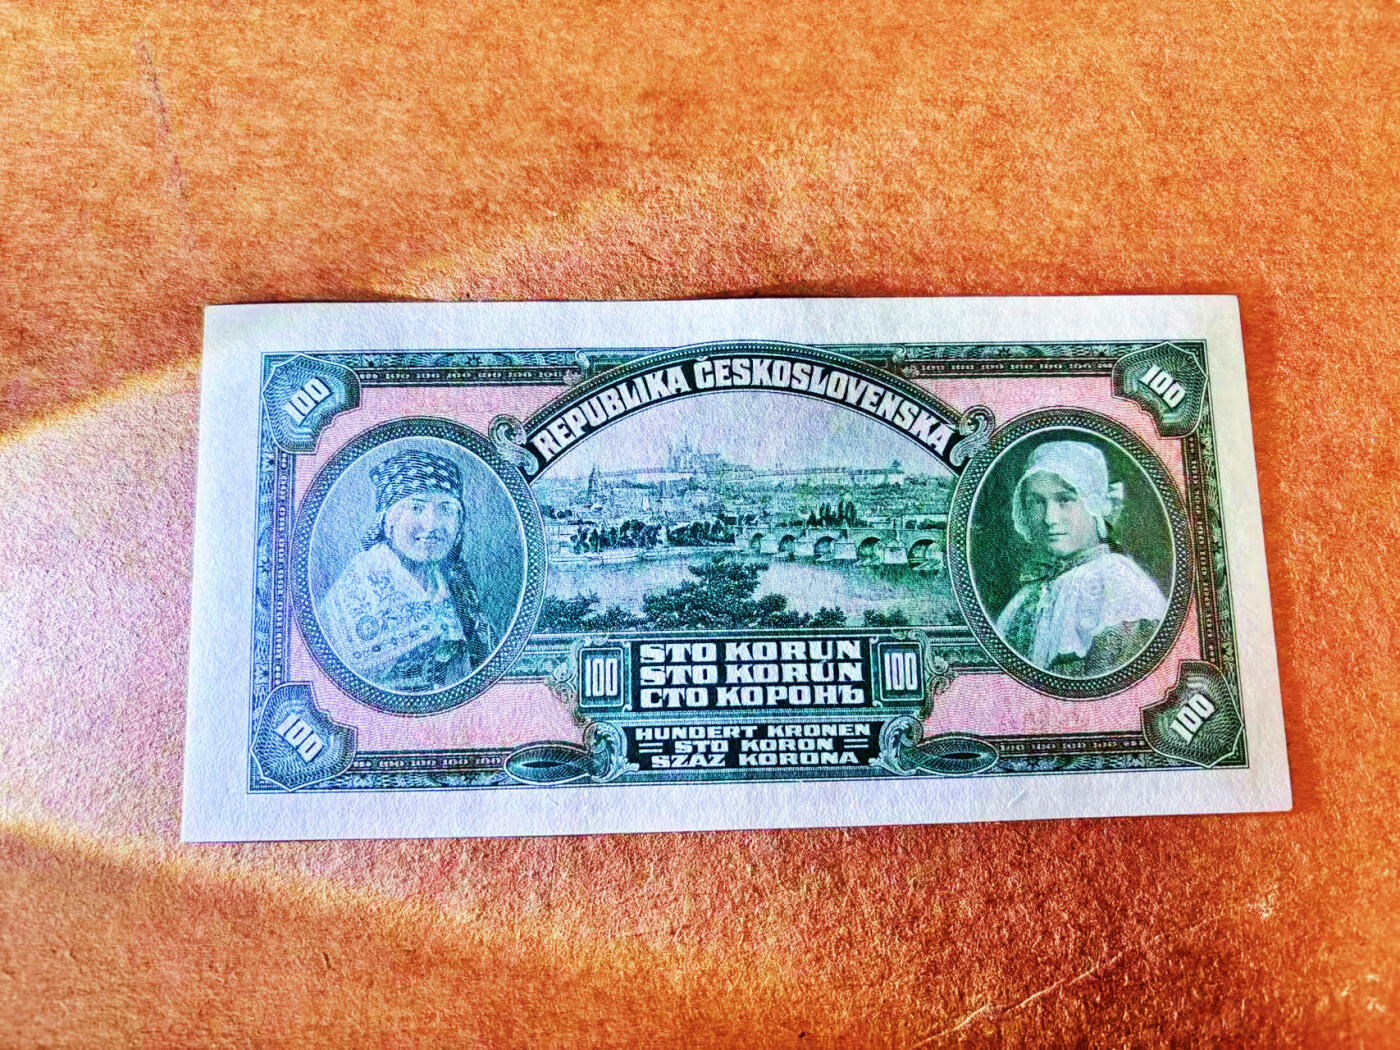 REPUBLIKA ČESKOSLOVENSKA
100
100
STO KORUN
STO KORÚN
СТО КОРОНЪ
100
100
HUNDERT KRONEN
STO KORON
SZÁZ KORONA
100
100